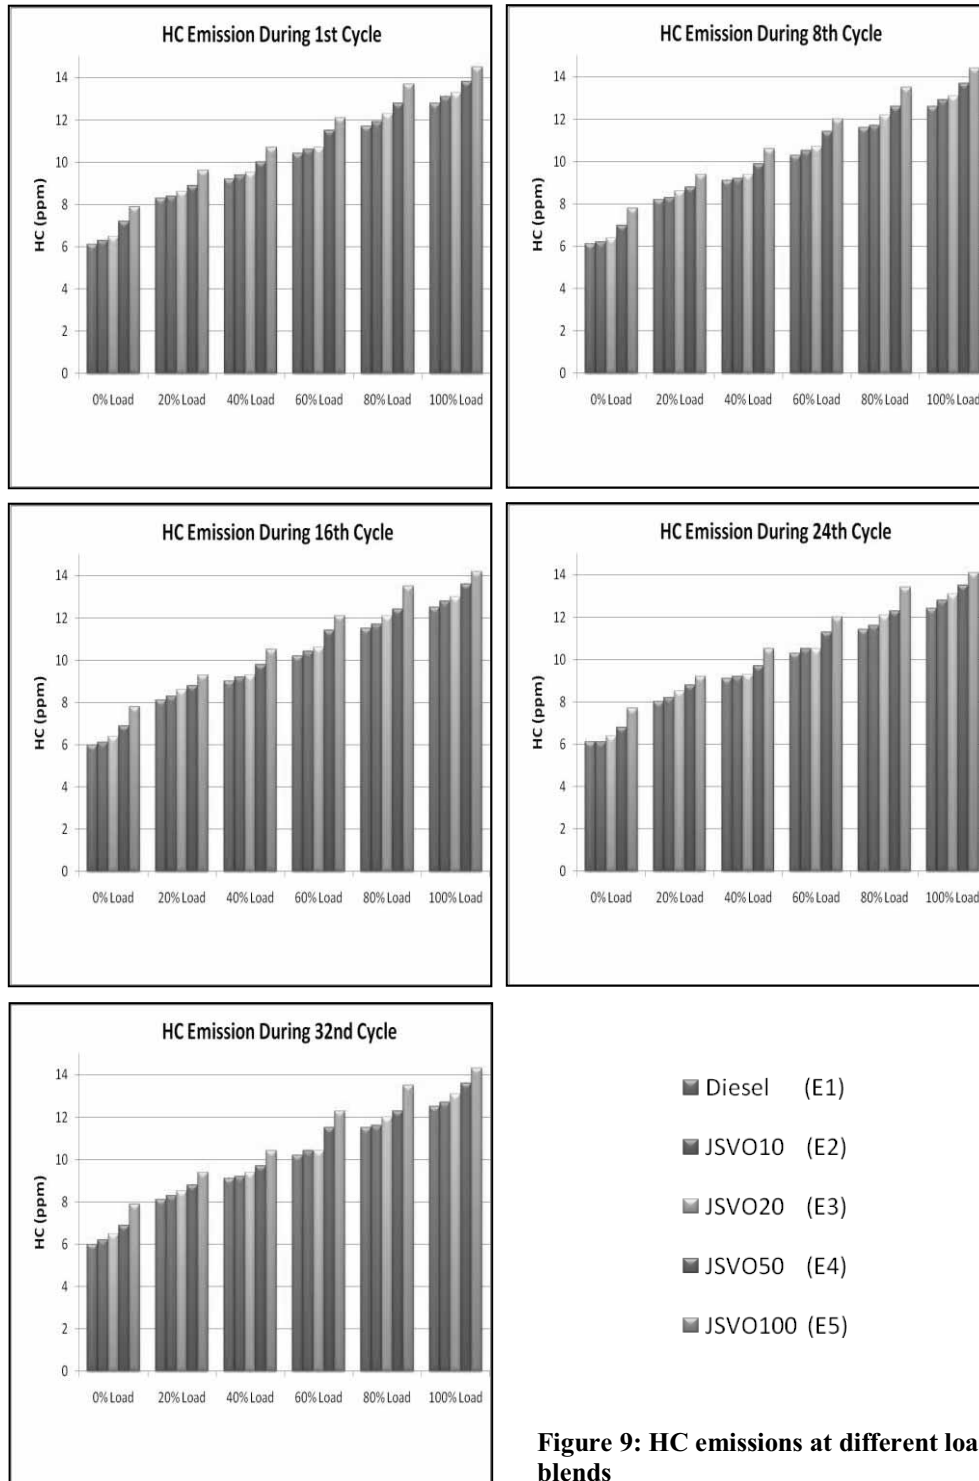 HC Emission During 1st Cycle
HC (ppm)
14
12
10
8
6
4
2
0
0% Load 20% Load 40% Load 60% Load 80% Load 100% Load
HC Emission During 8th Cycle
HC (ppm)
14
12
10
8
6
4
2
0
0% Load 20% Load 40% Load 60% Load 80% Load 100% Load
HC Emission During 16th Cycle
HC (ppm)
14
12
10
8
6
4
2
0
0% Load 20% Load 40% Load 60% Load 80% Load 100% Load
HC Emission During 24th Cycle
HC (ppm)
14
12
10
8
6
4
2
0
0% Load 20% Load 40% Load 60% Load 80% Load 100% Load
HC Emission During 32nd Cycle
HC (ppm)
14
12
10
8
6
4
2
0
0% Load 20% Load 40% Load 60% Load 80% Load 100% Load
Diesel (E1)
JSVO10 (E2)
JSVO20 (E3)
JSVO50 (E4)
JSVO100 (E5)
Figure 9: HC emissions at different loa
blends